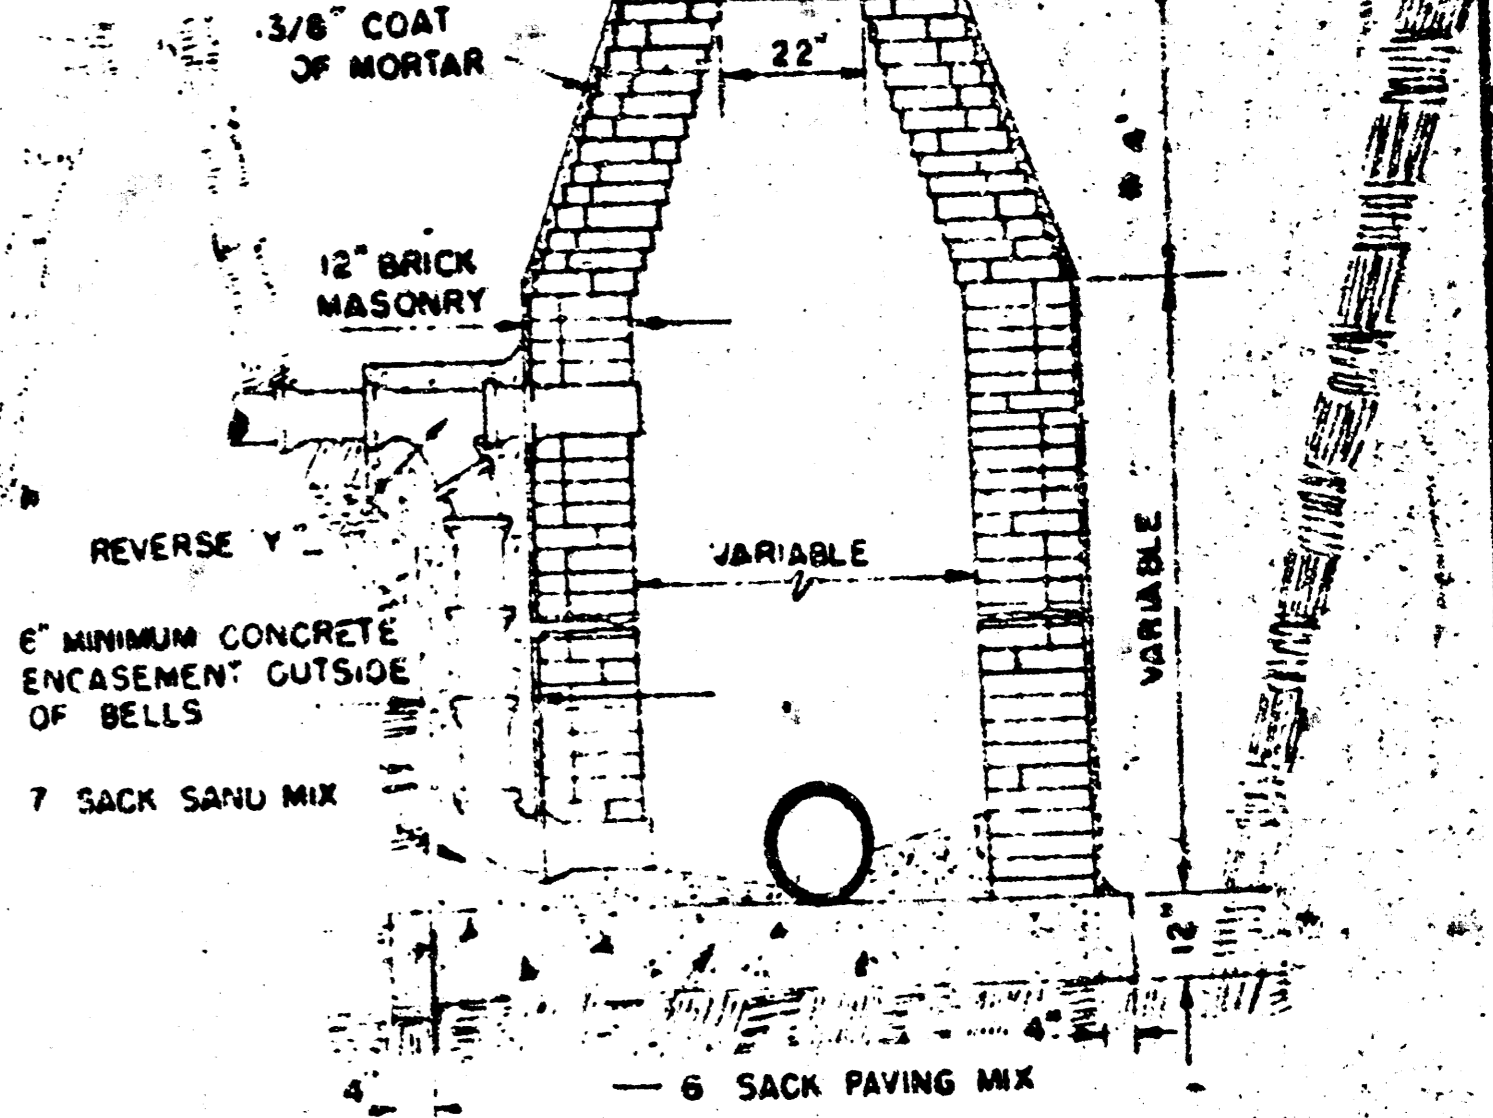 3/8" COAT
OF MORTAR
22"
* 4'
12" BRICK
MASONRY
REVERSE Y
VARIABLE
VARIABLE
6" MINIMUM CONCRETE
ENCASEMENT OUTSIDE
OF BELLS
7 SACK SAND MIX
12"
4"
4"
6 SACK PAVING MIX